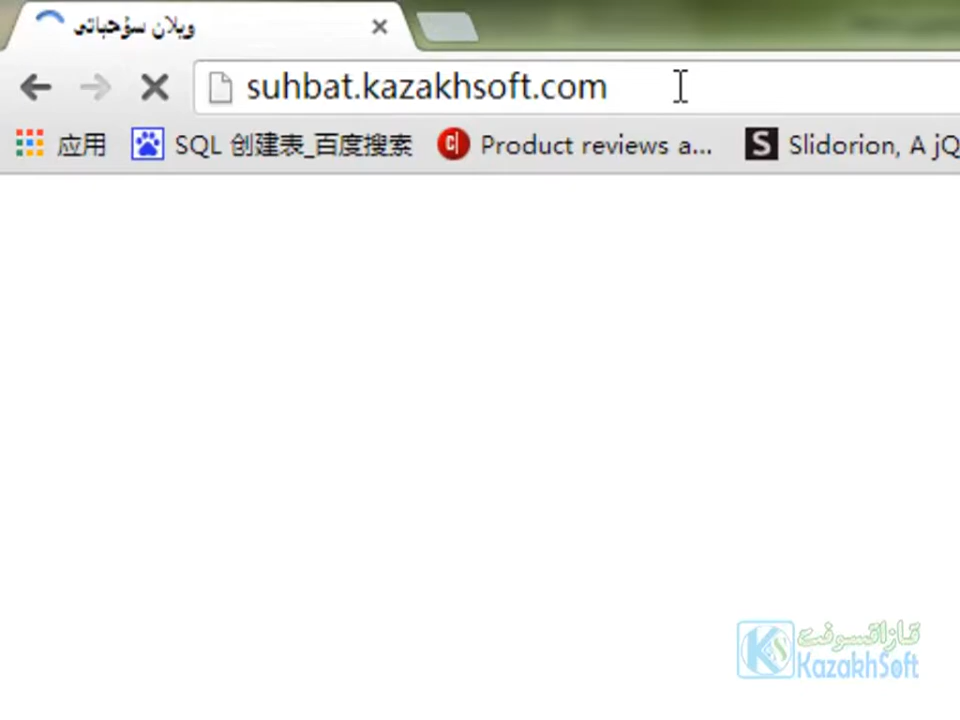 ويلان سۇحباتى
suhbat.kazakhsoft.com
应用
SQL 创建表_百度搜索
Product reviews a...
Slidorion, A jQ
قازاقسوفت
KazakhSoft